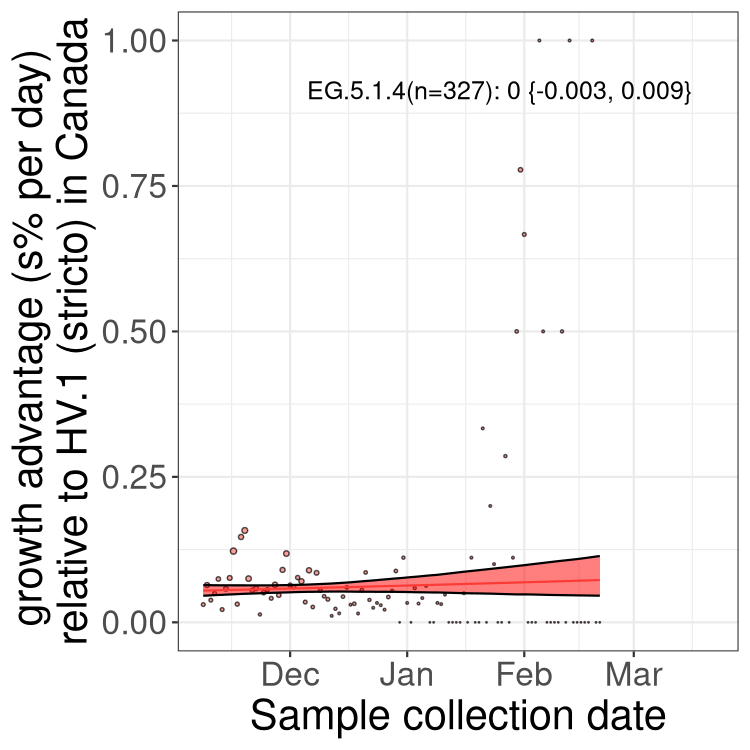 growth advantage (s% per day)
relative to HV.1 (stricto) in Canada
1.00
0.75
0.50
0.25
0.00
EG.5.1.4(n=327): 0 {-0.003, 0.009}
Dec
Jan
Feb
Mar
Sample collection date